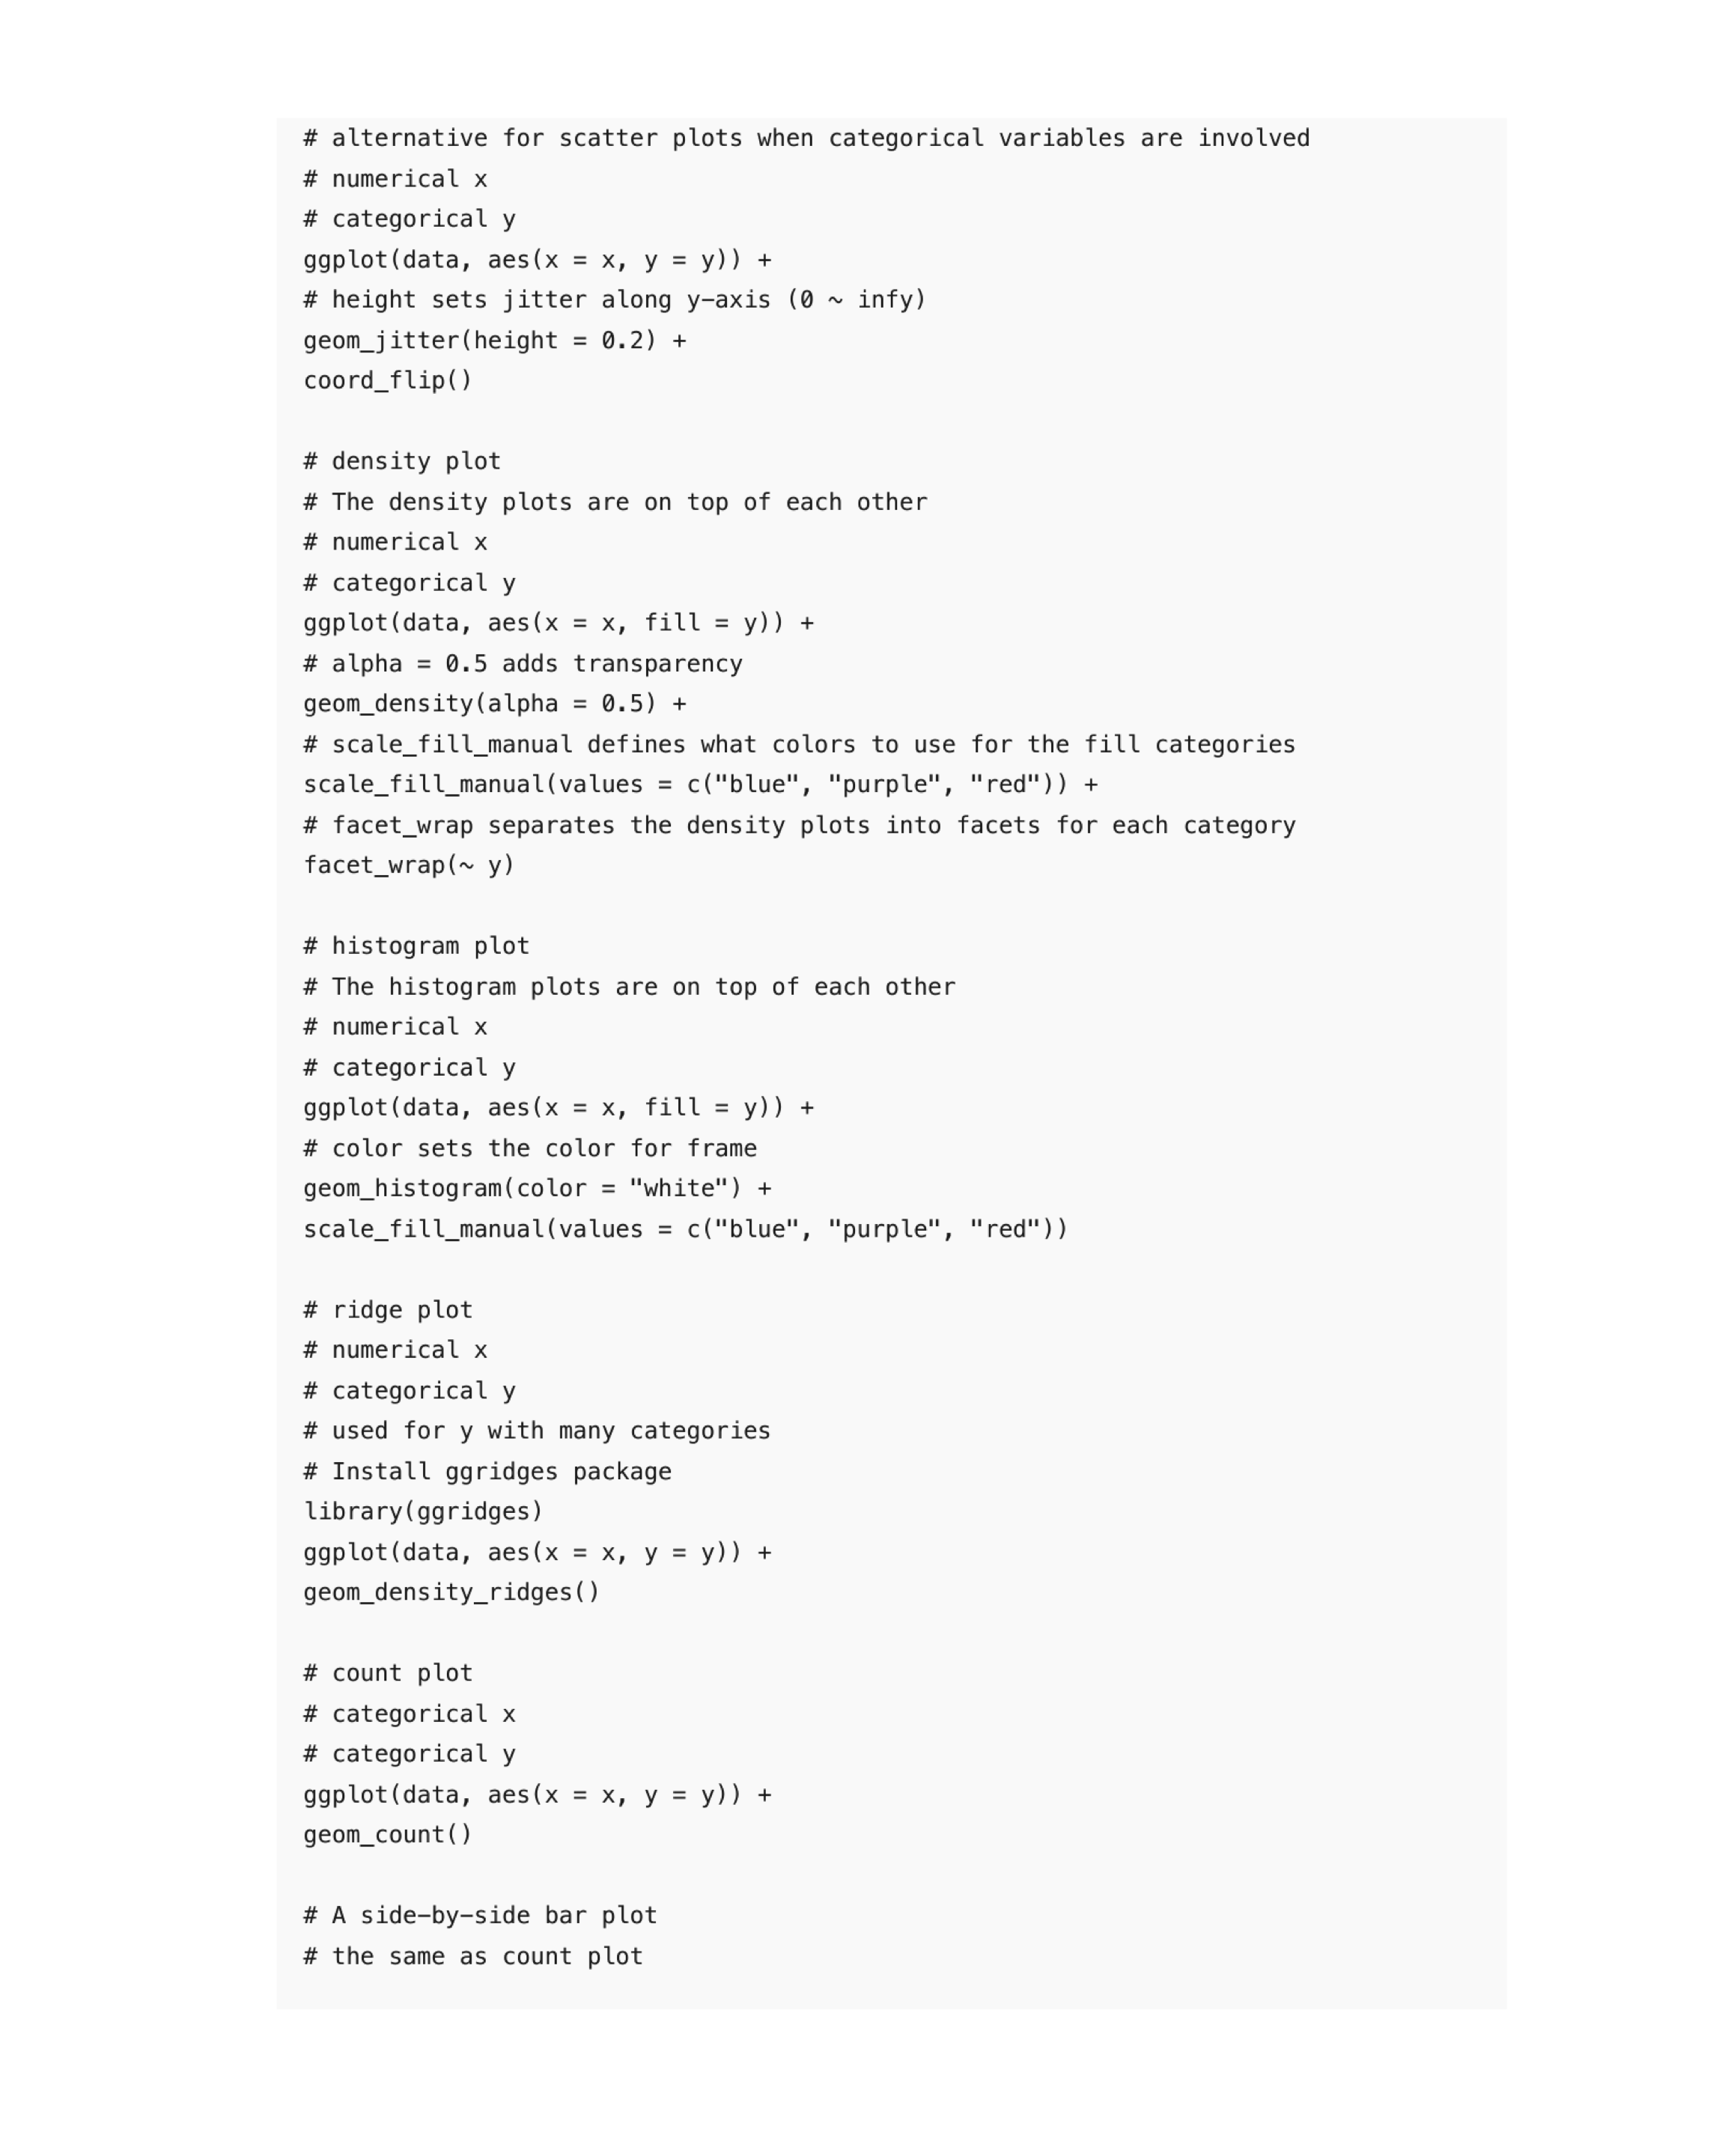 # alternative for scatter plots when categorical variables are involved
# numerical x
# categorical y
ggplot(data, aes(x = x, y = y)) +
# height sets jitter along y-axis (0 ~ infy)
geom_jitter(height = 0.2) +
coord_flip()

# density plot
# The density plots are on top of each other
# numerical x
# categorical y
ggplot(data, aes(x = x, fill = y)) +
# alpha = 0.5 adds transparency
geom_density(alpha = 0.5) +
# scale_fill_manual defines what colors to use for the fill categories
scale_fill_manual(values = c("blue", "purple", "red")) +
# facet_wrap separates the density plots into facets for each category
facet_wrap(~ y)

# histogram plot
# The histogram plots are on top of each other
# numerical x
# categorical y
ggplot(data, aes(x = x, fill = y)) +
# color sets the color for frame
geom_histogram(color = "white") +
scale_fill_manual(values = c("blue", "purple", "red"))

# ridge plot
# numerical x
# categorical y
# used for y with many categories
# Install ggridges package
library(ggridges)
ggplot(data, aes(x = x, y = y)) +
geom_density_ridges()

# count plot
# categorical x
# categorical y
ggplot(data, aes(x = x, y = y)) +
geom_count()

# A side-by-side bar plot
# the same as count plot